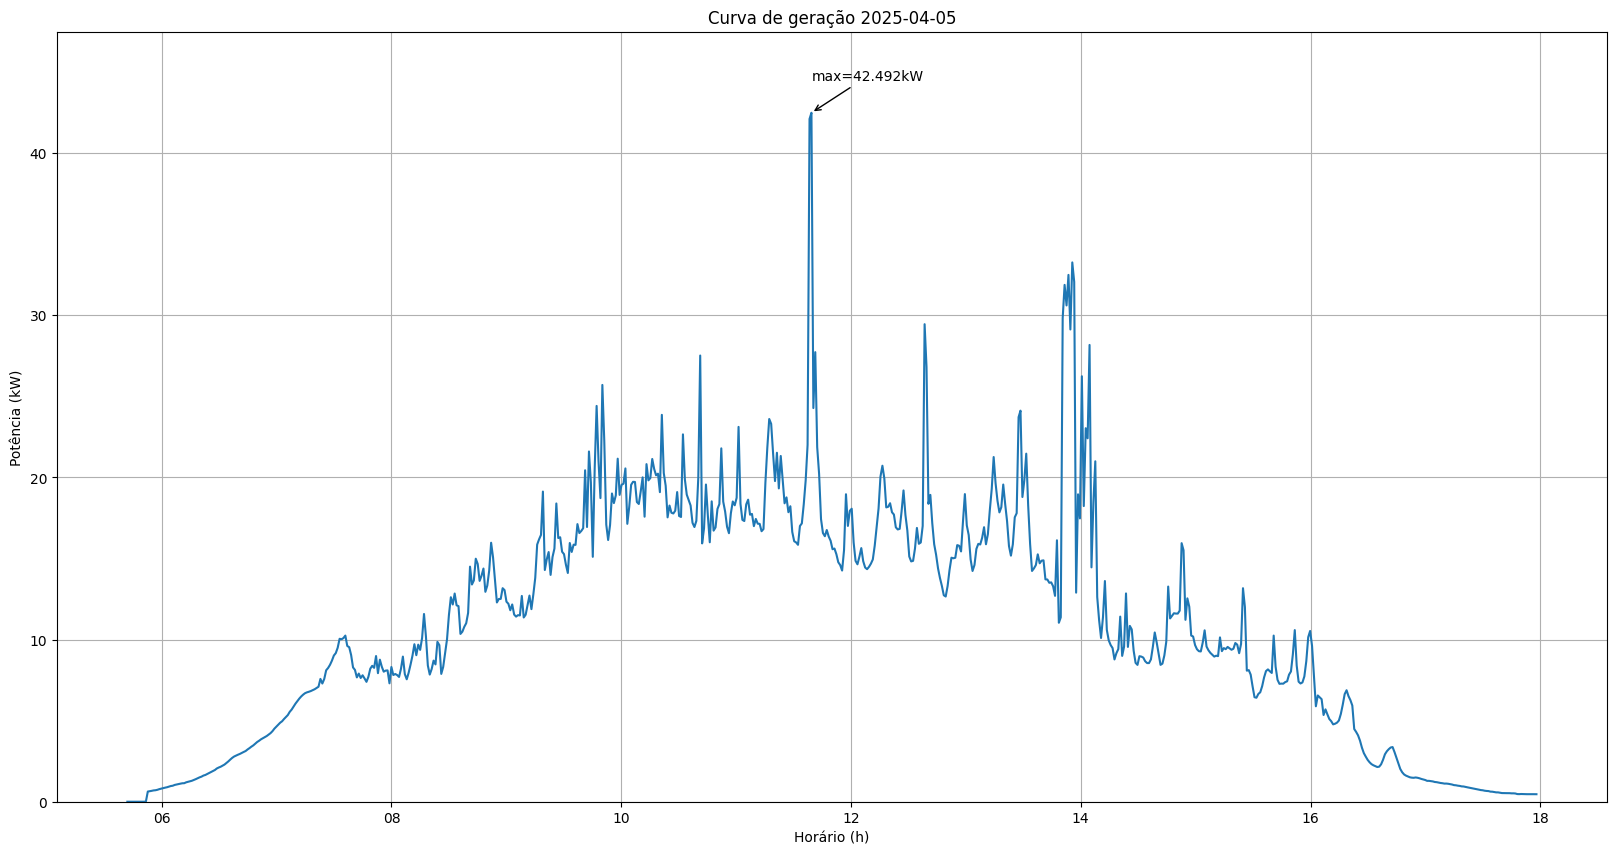 Curva de geração 2025-04-05
max=42.492kW
40
30
20
10
0
Potência (kW)
06 08 10 12 14 16 18
Horário (h)